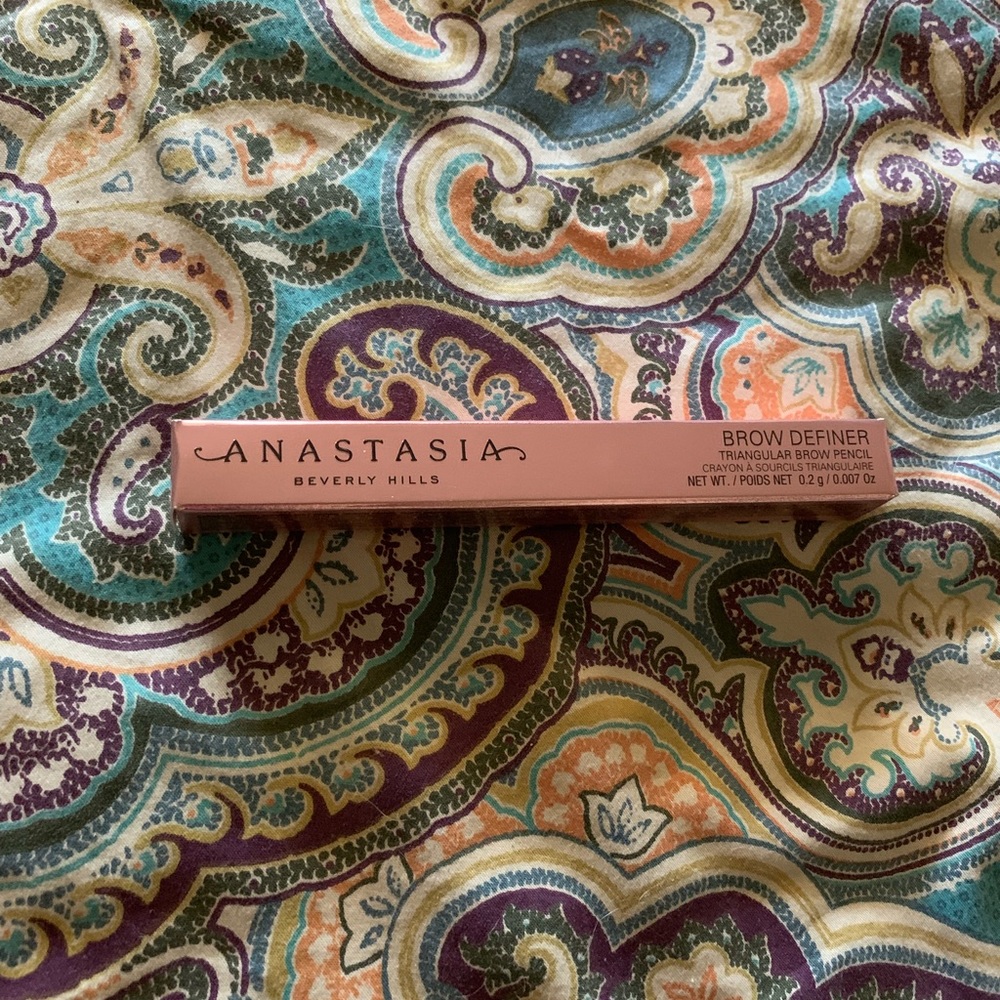 ANASTASIA
BEVERLY HILLS
BROW DEFINER
TRIANGULAR BROW PENCIL
CRAYON À SOURCILS TRIANGULAIRE
NET WT. / POIDS NET 0.2 g / 0.007 Oz